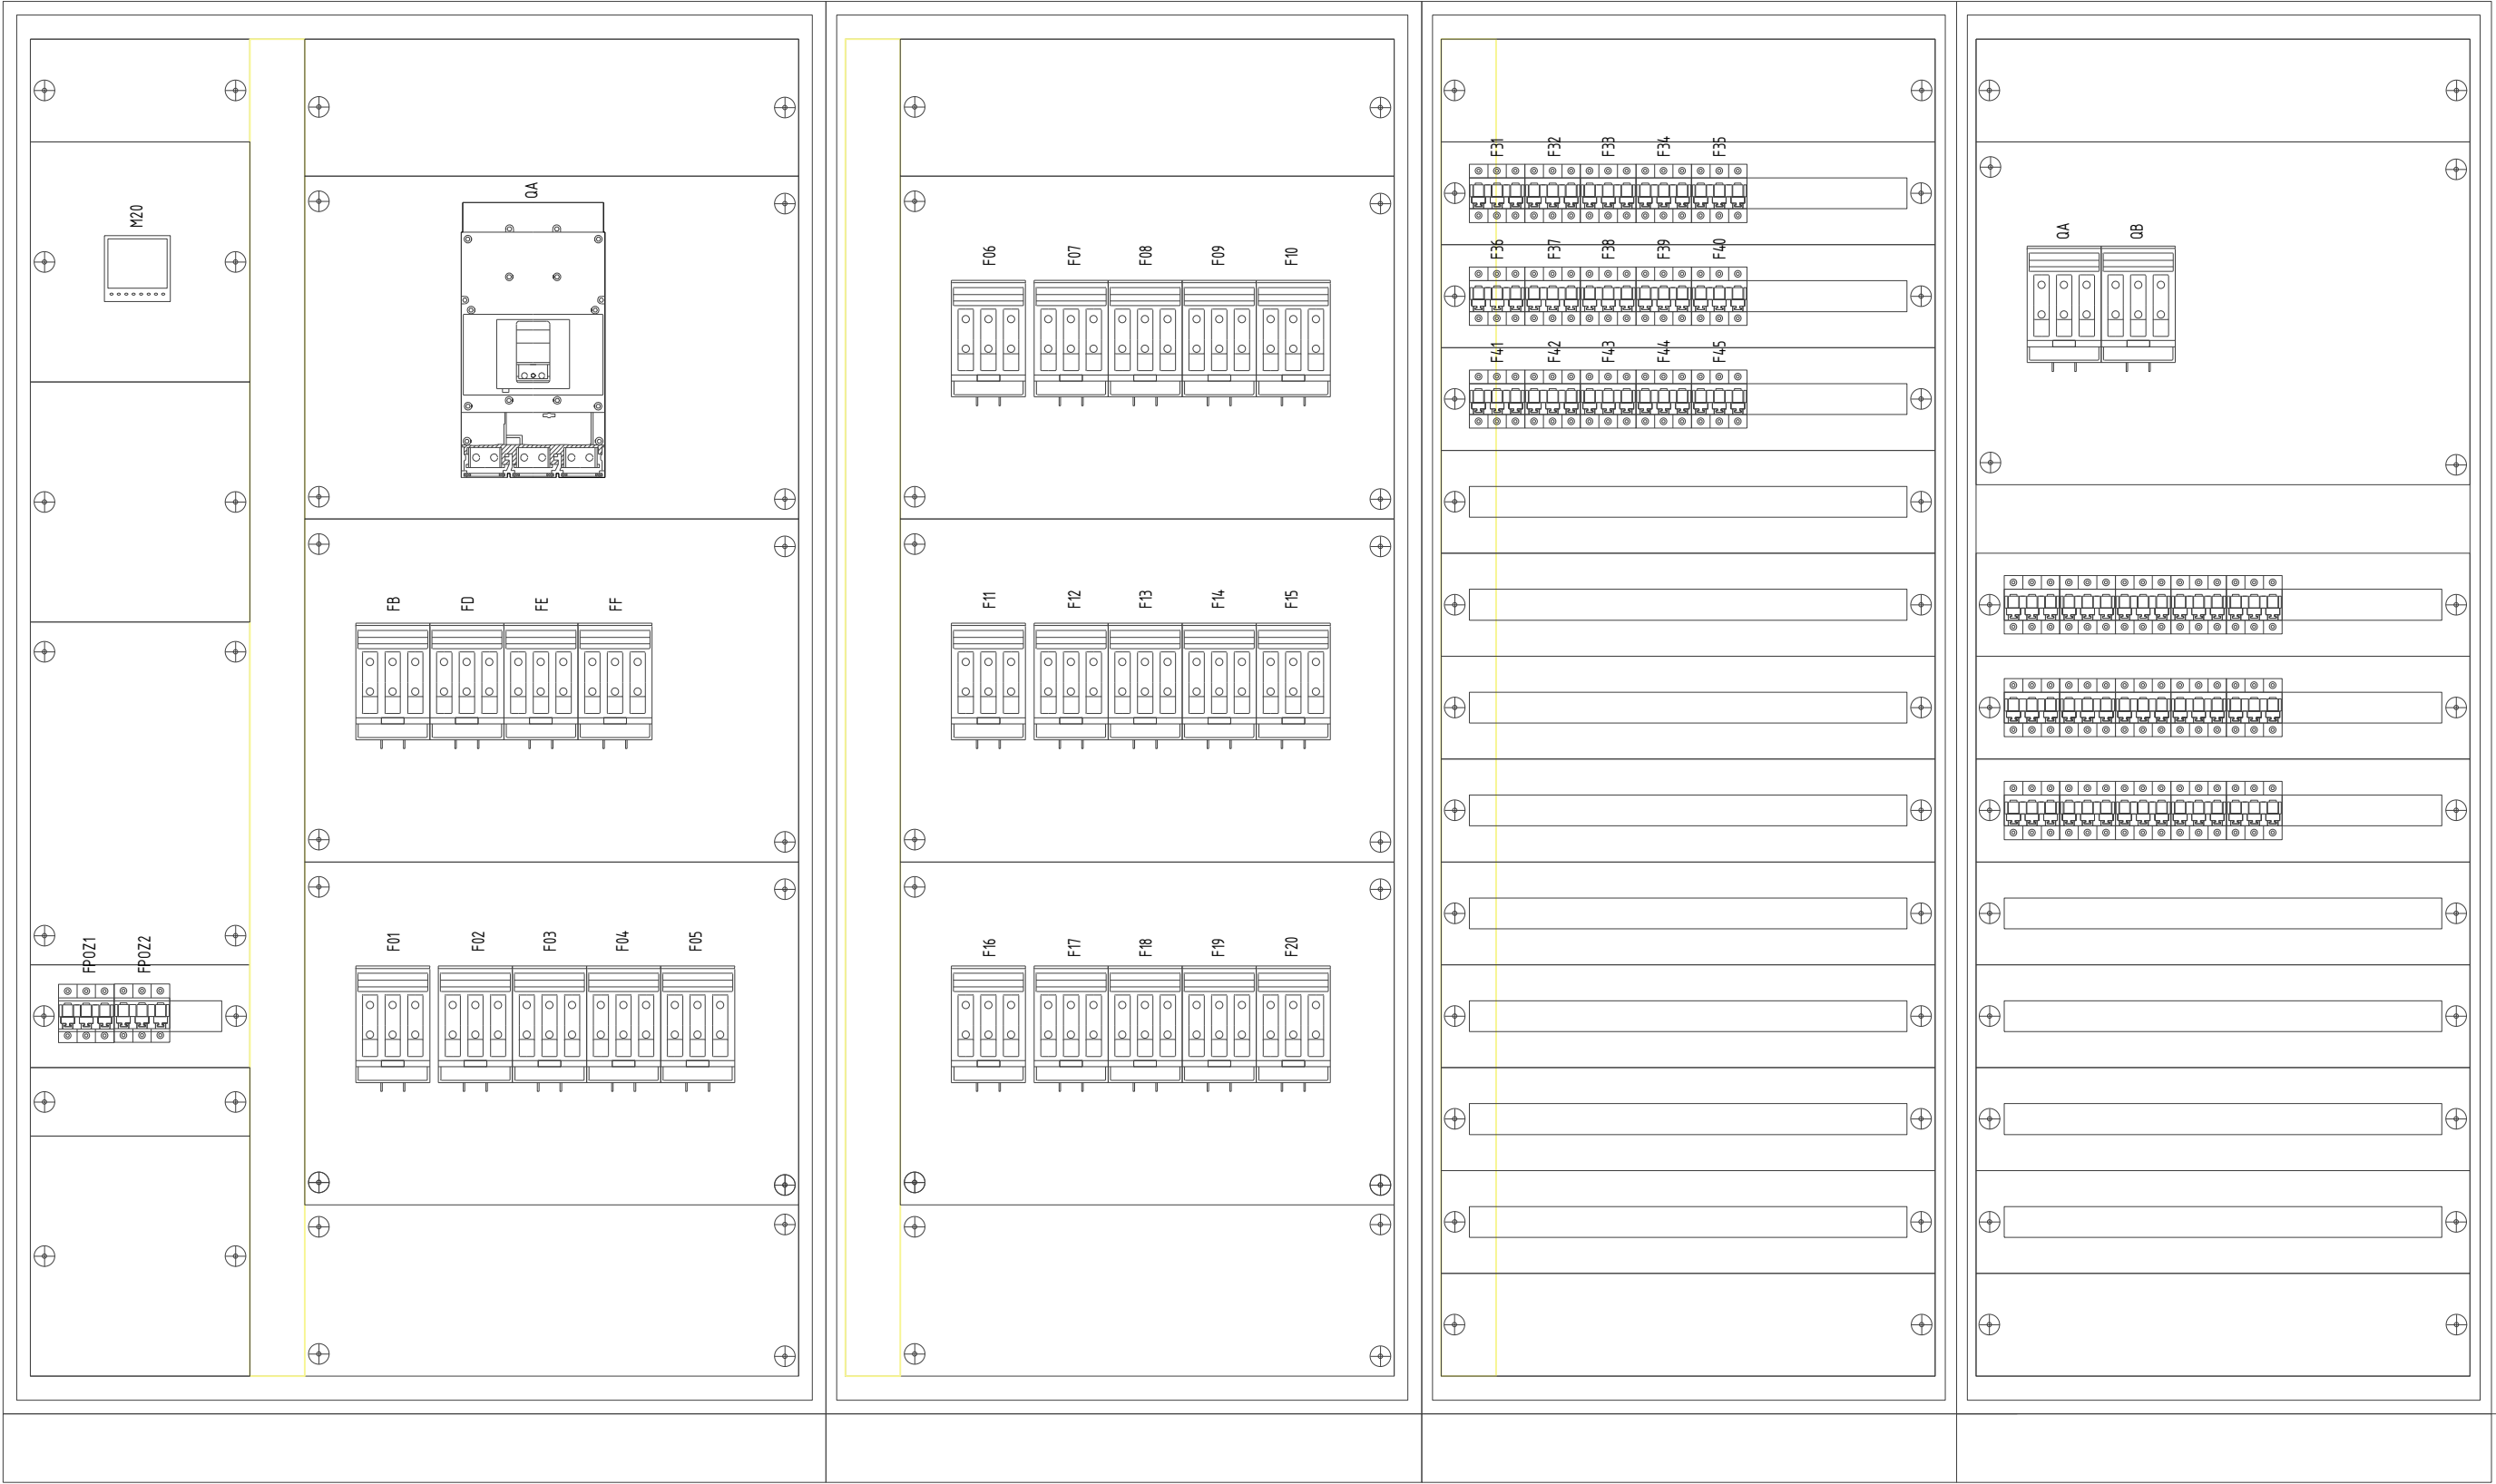 M20
FPOZ1 FPOZ2
QA
FB FD FE FF
F01 F02 F03 F04 F05
F06 F07 F08 F09 F10
F11 F12 F13 F14 F15
F16 F17 F18 F19 F20
F31 F32 F33 F34 F35
F36 F37 F38 F39 F40
F41 F42 F43 F44 F45
QA QB